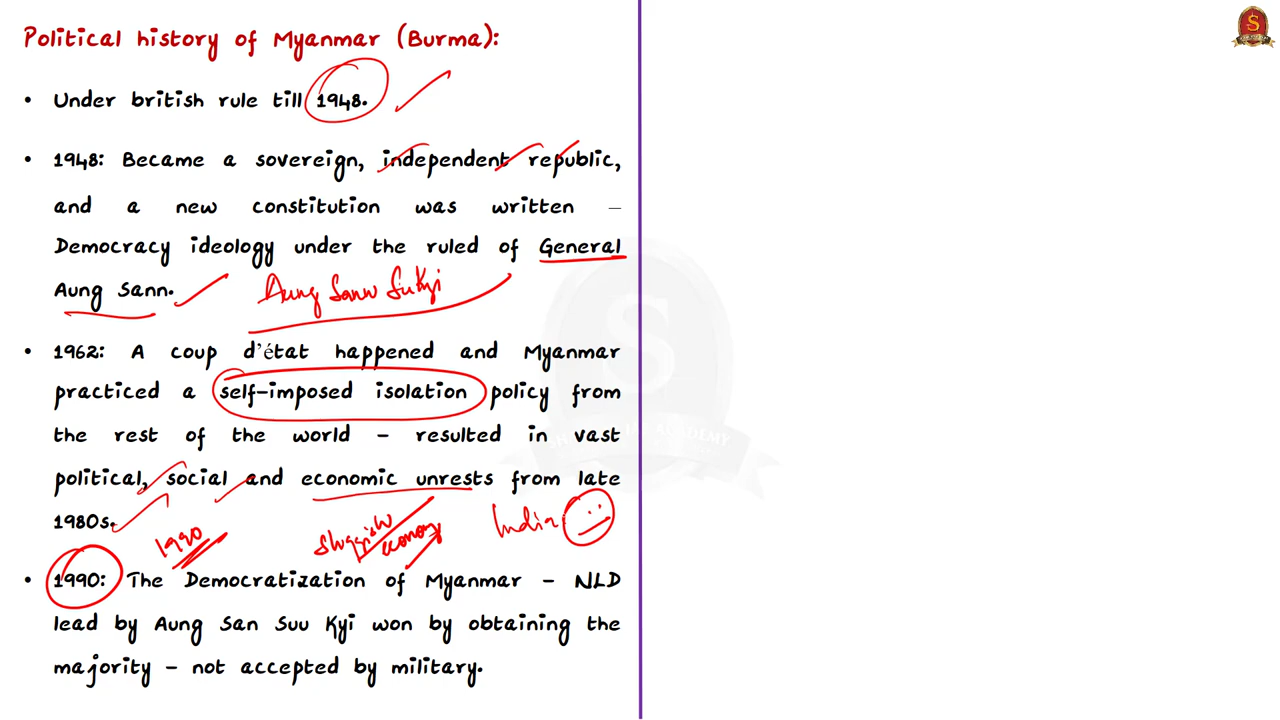 Political history of Myanmar (Burma):
• Under british rule till 1948.
• 1948: Became a sovereign, independent republic,
and a new constitution was written –
Democracy ideology under the ruled of General
Aung Sann.
Aung Sann Su Kyi
• 1962: A coup d’état happened and Myanmar
practiced a self-imposed isolation policy from
the rest of the world – resulted in vast
political, social and economic unrests from late
1980s.
1990
Sluggish
economy
India
• 1990: The Democratization of Myanmar – NLD
lead by Aung San Suu Kyi won by obtaining the
majority – not accepted by military.